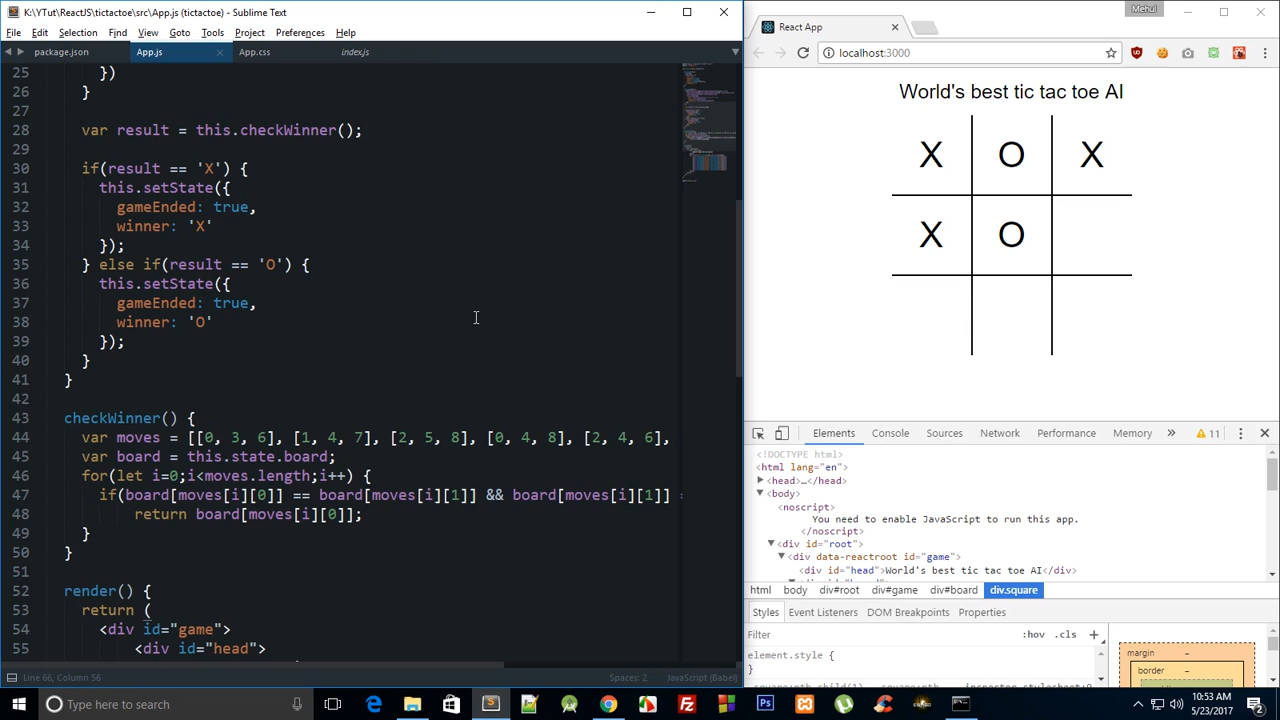 K:\YTut\ReactJS\tictactoe\src\App.js (tictactoe) - Sublime Text
File Edit Selection Find View Goto Tools Project Preferences Help
package.json App.js App.css index.js
25 })
26 }
27
28 var result = this.checkWinner();
29
30 if(result == 'X') {
31 this.setState({
32 gameEnded: true,
33 winner: 'X'
34 });
35 } else if(result == 'O') {
36 this.setState({
37 gameEnded: true,
38 winner: 'O'
39 });
40 }
41 }
42
43 checkWinner() {
44 var moves = [[0, 3, 6], [1, 4, 7], [2, 5, 8], [0, 4, 8], [2, 4, 6],
45 var board = this.state.board;
46 for(let i=0;i<moves.length;i++) {
47 if(board[moves[i][0]] == board[moves[i][1]] && board[moves[i][1]] =
48 return board[moves[i][0]];
49 }
50 }
51
52 render() {
53 return (
54 <div id="game">
55 <div id="head">
Line 66, Column 56 Spaces: 2 JavaScript (Babel)
Mehul
React App
localhost:3000
World's best tic tac toe AI
X O X
X O
Elements Console Sources Network Performance Memory » 11
<!DOCTYPE html>
<html lang="en">
<head>…</head>
<body>
<noscript>
You need to enable JavaScript to run this app.
</noscript>
<div id="root">
<div data-reactroot id="game">
<div id="head">World's best tic tac toe AI</div>
html body div#root div#game div#board div.square
Styles Event Listeners DOM Breakpoints Properties
Filter :hov .cls +
element.style {
}
margin -
border
Type here to search
10:53 AM
5/23/2017